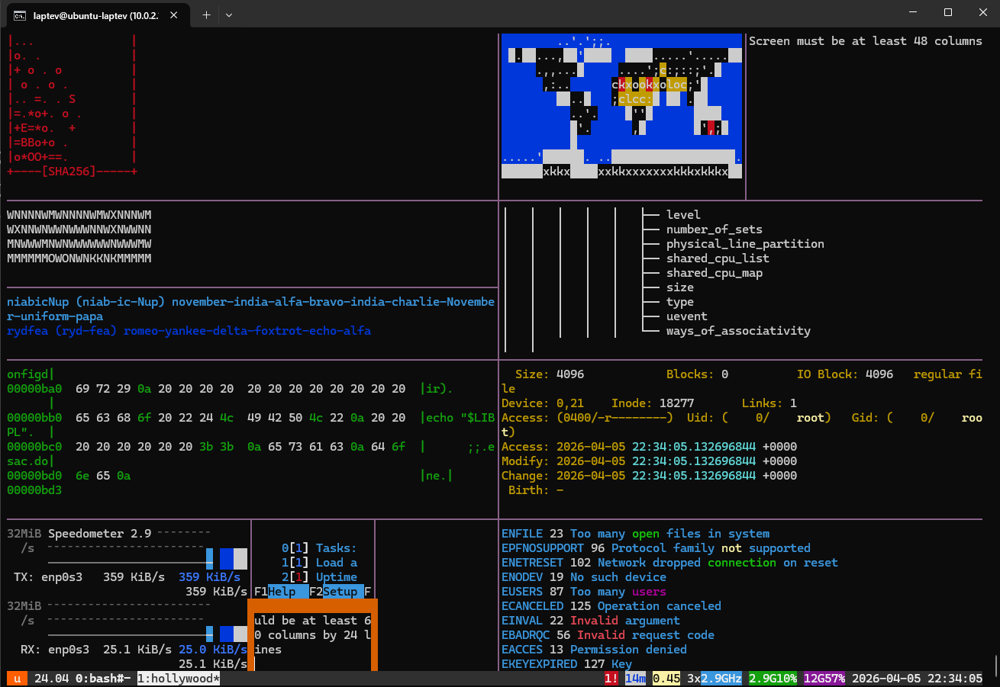 laptev@ubuntu-laptev (10.0.2.
|... |
|o. . |
|+ o . o |
| o . o . |
|.. =. . S |
|=.*o+. o . |
|+E=*o. + |
|=BBo+o . |
|o*OO+==. |
+----[SHA256]-----+
..'.';;.
. ..., ' .....'.....
.,,... ....';c:;::;'.
,:.. ckxookxoloc;'
.. ;clcc: .
..'. ''
'. , ',;
.....' . .. .
xkkx xxkkxxxxxxxkkkxkkkx
Screen must be at least 48 columns
WNNNNWMWNNNNWMWXNNNWM
WXNNWNWWNWWWNNWXNWWNN
MNWWWMNWNWWWWWWNWWWMW
MMMMMMOWONWNKKNKMMMMM
level
number_of_sets
physical_line_partition
shared_cpu_list
shared_cpu_map
size
type
uevent
ways_of_associativity
niabicNup (niab-ic-Nup) november-india-alfa-bravo-india-charlie-Novembe
r-uniform-papa
rydfea (ryd-fea) romeo-yankee-delta-foxtrot-echo-alfa
onfigd|
00000ba0 69 72 29 0a 20 20 20 20 20 20 20 20 20 20 20 20 |ir).
|
00000bb0 65 63 68 6f 20 22 24 4c 49 42 50 4c 22 0a 20 20 |echo "$LIB
PL". |
00000bc0 20 20 20 20 20 20 3b 3b 0a 65 73 61 63 0a 64 6f | ;;.e
sac.do|
00000bd0 6e 65 0a |ne.|
00000bd3
Size: 4096 Blocks: 0 IO Block: 4096 regular fi
le
Device: 0,21 Inode: 18277 Links: 1
Access: (0400/-r--------) Uid: ( 0/ root) Gid: ( 0/ roo
t)
Access: 2026-04-05 22:34:05.132696844 +0000
Modify: 2026-04-05 22:34:05.132696844 +0000
Change: 2026-04-05 22:34:05.132696844 +0000
Birth: -
32MiB Speedometer 2.9 --------
/s
TX: enp0s3 359 KiB/s 359 KiB/s
359 KiB/s
32MiB
/s
RX: enp0s3 25.1 KiB/s 25.0 KiB/s
25.1 KiB/s
0[1] Tasks:
1[1] Load a
2[1] Uptime
F1Help F2Setup F
uld be at least 6
0 columns by 24 l
ines
ENFILE 23 Too many open files in system
EPFNOSUPPORT 96 Protocol family not supported
ENETRESET 102 Network dropped connection on reset
ENODEV 19 No such device
EUSERS 87 Too many users
ECANCELED 125 Operation canceled
EINVAL 22 Invalid argument
EBADRQC 56 Invalid request code
EACCES 13 Permission denied
EKEYEXPIRED 127 Key
u 24.04 0:bash#- 1:hollywood* 1! 14m 0.45 3x2.9GHz 2.9G10% 12G57% 2026-04-05 22:34:05